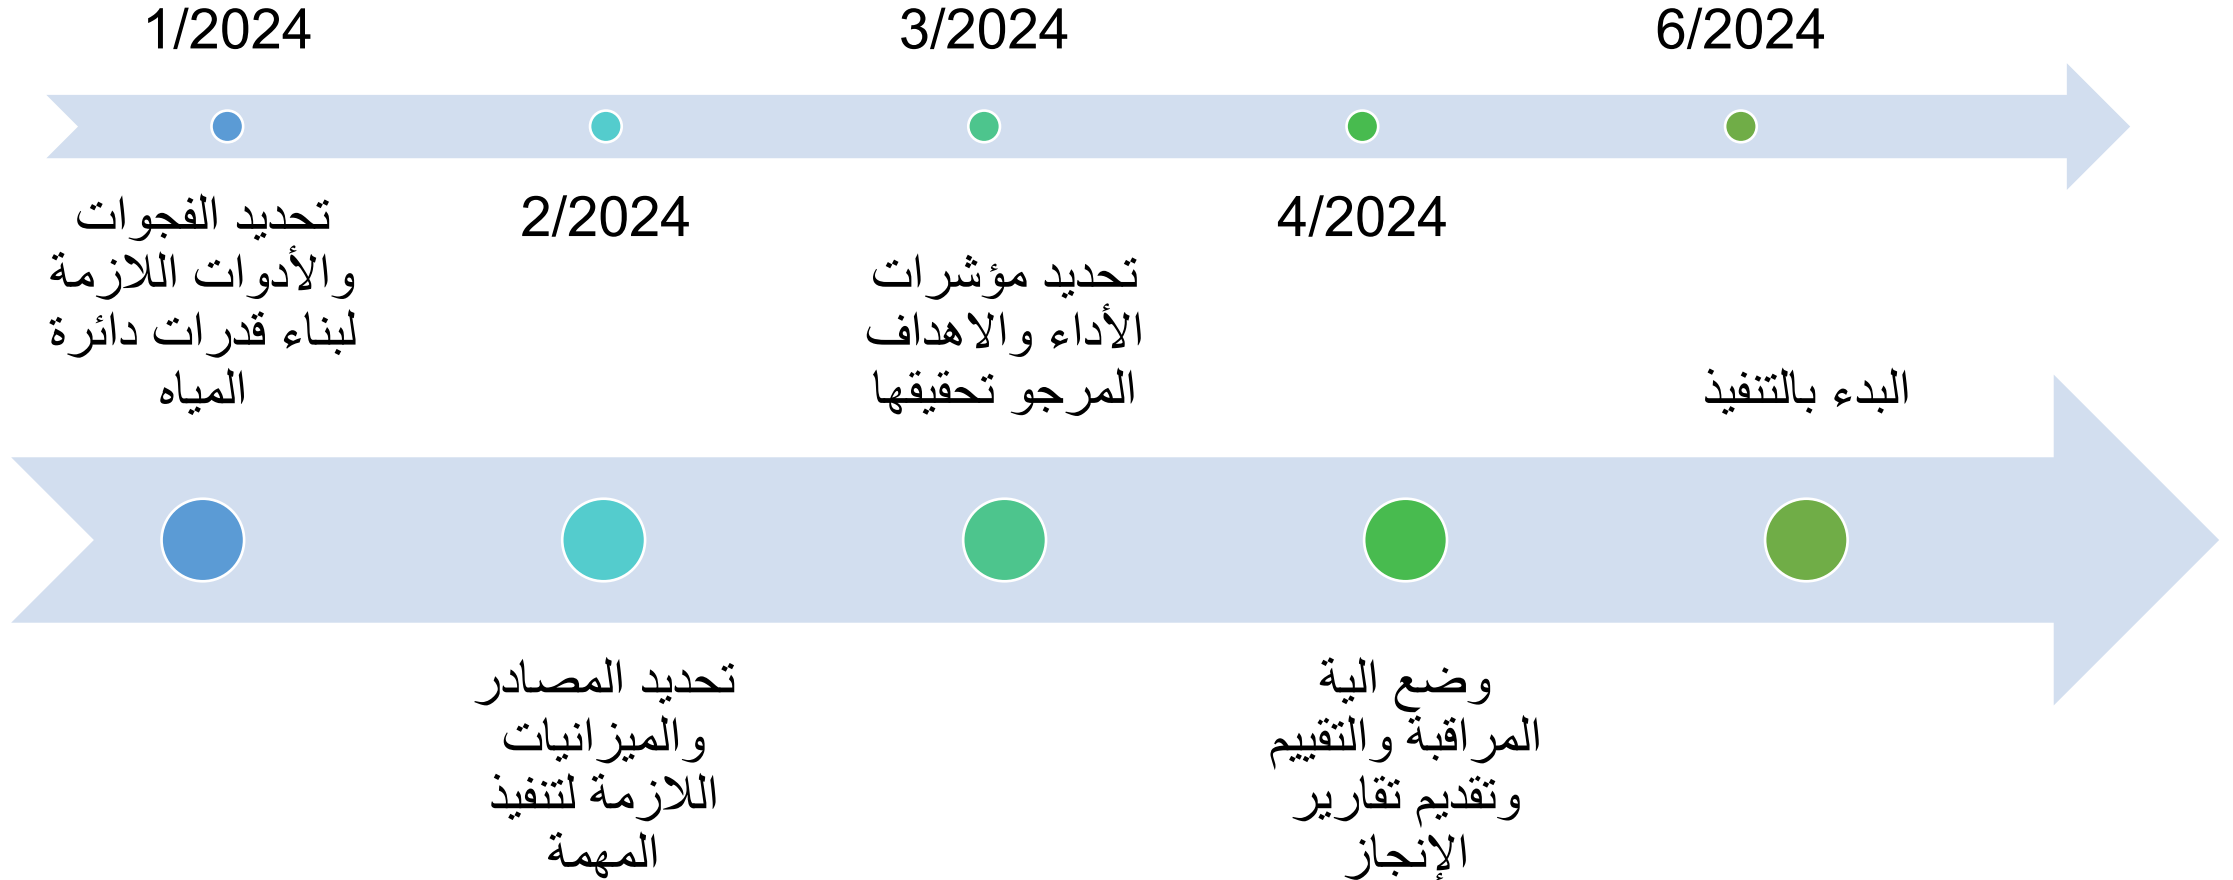 1/2024
3/2024
6/2024
2/2024
4/2024
تحديد الفجوات
والأدوات اللازمة
لبناء قدرات دائرة
المياه
تحديد مؤشرات
الأداء والاهداف
المرجو تحقيقها
البدء بالتنفيذ
تحديد المصادر
والميزانيات
اللازمة لتنفيذ
المهمة
وضع الية
المراقبة والتقييم
وتقديم تقارير
الإنجاز